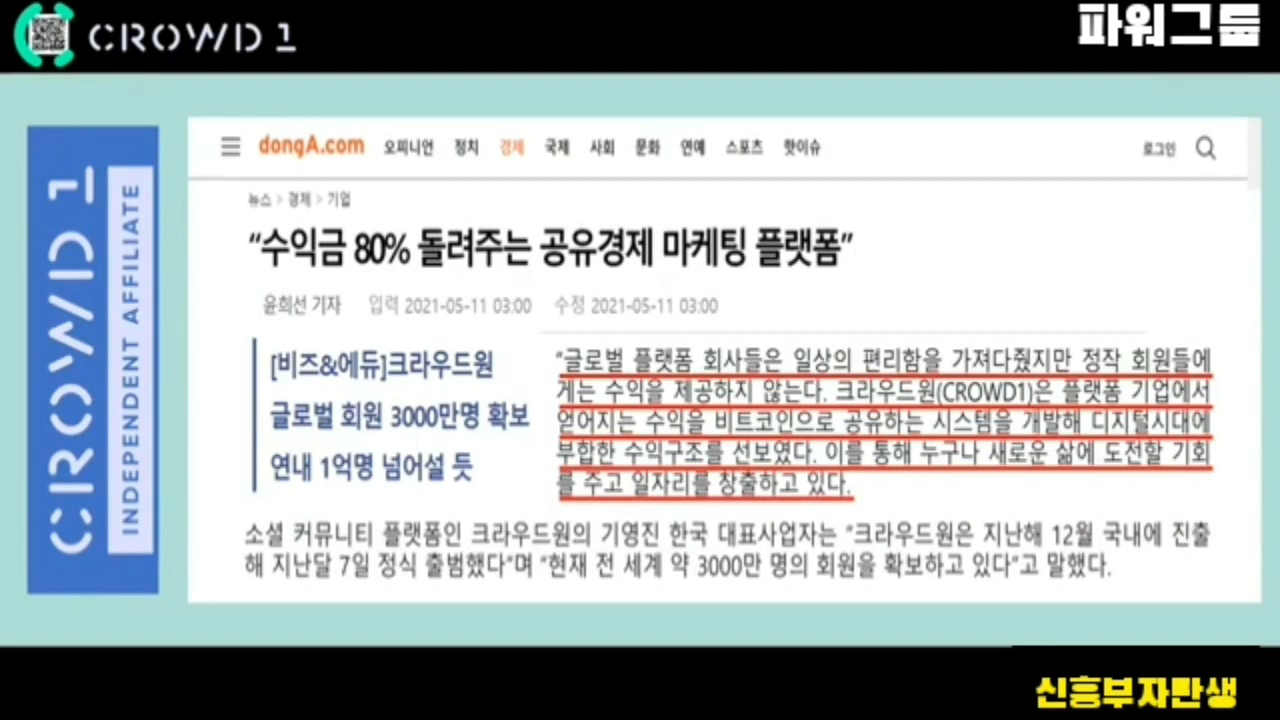 CROWD 1
파워그룹
CROWD 1
INDEPENDENT AFFILIATE
dongA.com 오피니언 정치 경제 국제 사회 문화 연예 스포츠 핫이슈 로그인
뉴스 > 경제 > 기업
“수익금 80% 돌려주는 공유경제 마케팅 플랫폼”
윤희선 기자 입력 2021-05-11 03:00 수정 2021-05-11 03:00
[비즈&에듀]크라우드원
글로벌 회원 3000만명 확보
연내 1억명 넘어설 듯
“글로벌 플랫폼 회사들은 일상의 편리함을 가져다줬지만 정작 회원들에
게는 수익을 제공하지 않는다. 크라우드원(CROWD1)은 플랫폼 기업에서
얻어지는 수익을 비트코인으로 공유하는 시스템을 개발해 디지털시대에
부합한 수익구조를 선보였다. 이를 통해 누구나 새로운 삶에 도전할 기회
를 주고 일자리를 창출하고 있다.
소셜 커뮤니티 플랫폼인 크라우드원의 기영진 한국 대표사업자는 “크라우드원은 지난해 12월 국내에 진출
해 지난달 7일 정식 출범했다”며 “현재 전 세계 약 3000만 명의 회원을 확보하고 있다”고 말했다.
신흥부자탄생